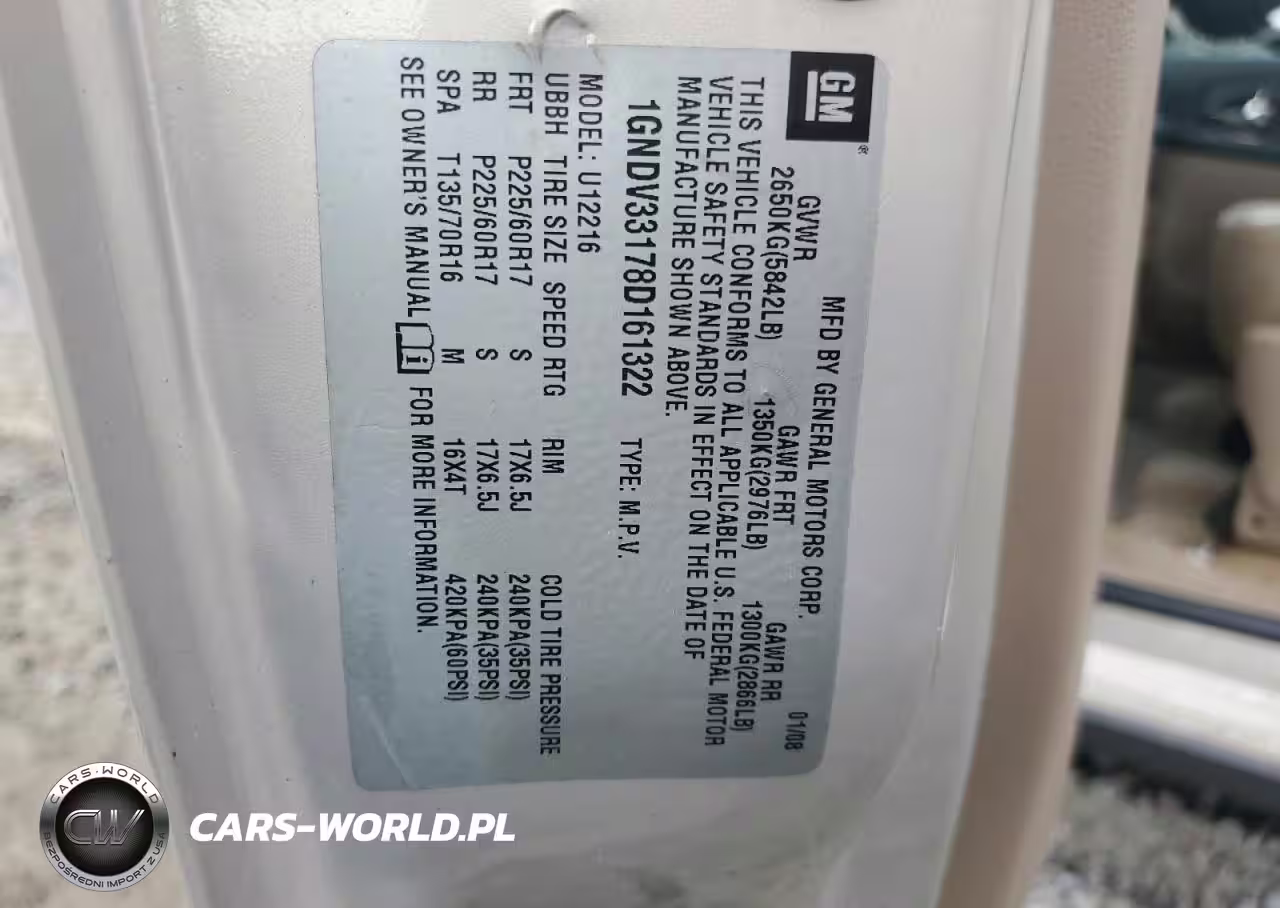 GM ®
MFD BY GENERAL MOTORS CORP. 01/08
GVWR GAWR FRT GAWR RR
2650KG(5842LB) 1350KG(2976LB) 1300KG(2866LB)
THIS VEHICLE CONFORMS TO ALL APPLICABLE U.S. FEDERAL MOTOR
VEHICLE SAFETY STANDARDS IN EFFECT ON THE DATE OF
MANUFACTURE SHOWN ABOVE.
1GNDV33178D161322 TYPE: M.P.V.
MODEL: U12216
UBBH TIRE SIZE SPEED RTG RIM COLD TIRE PRESSURE
FRT P225/60R17 S 17X6.5J 240KPA(35PSI)
RR P225/60R17 S 17X6.5J 240KPA(35PSI)
SPA T135/70R16 M 16X4T 420KPA(60PSI)
SEE OWNER'S MANUAL i FOR MORE INFORMATION.
CARS-WORLD
CW
BEZPOŚREDNI IMPORT Z USA
CARS-WORLD.PL